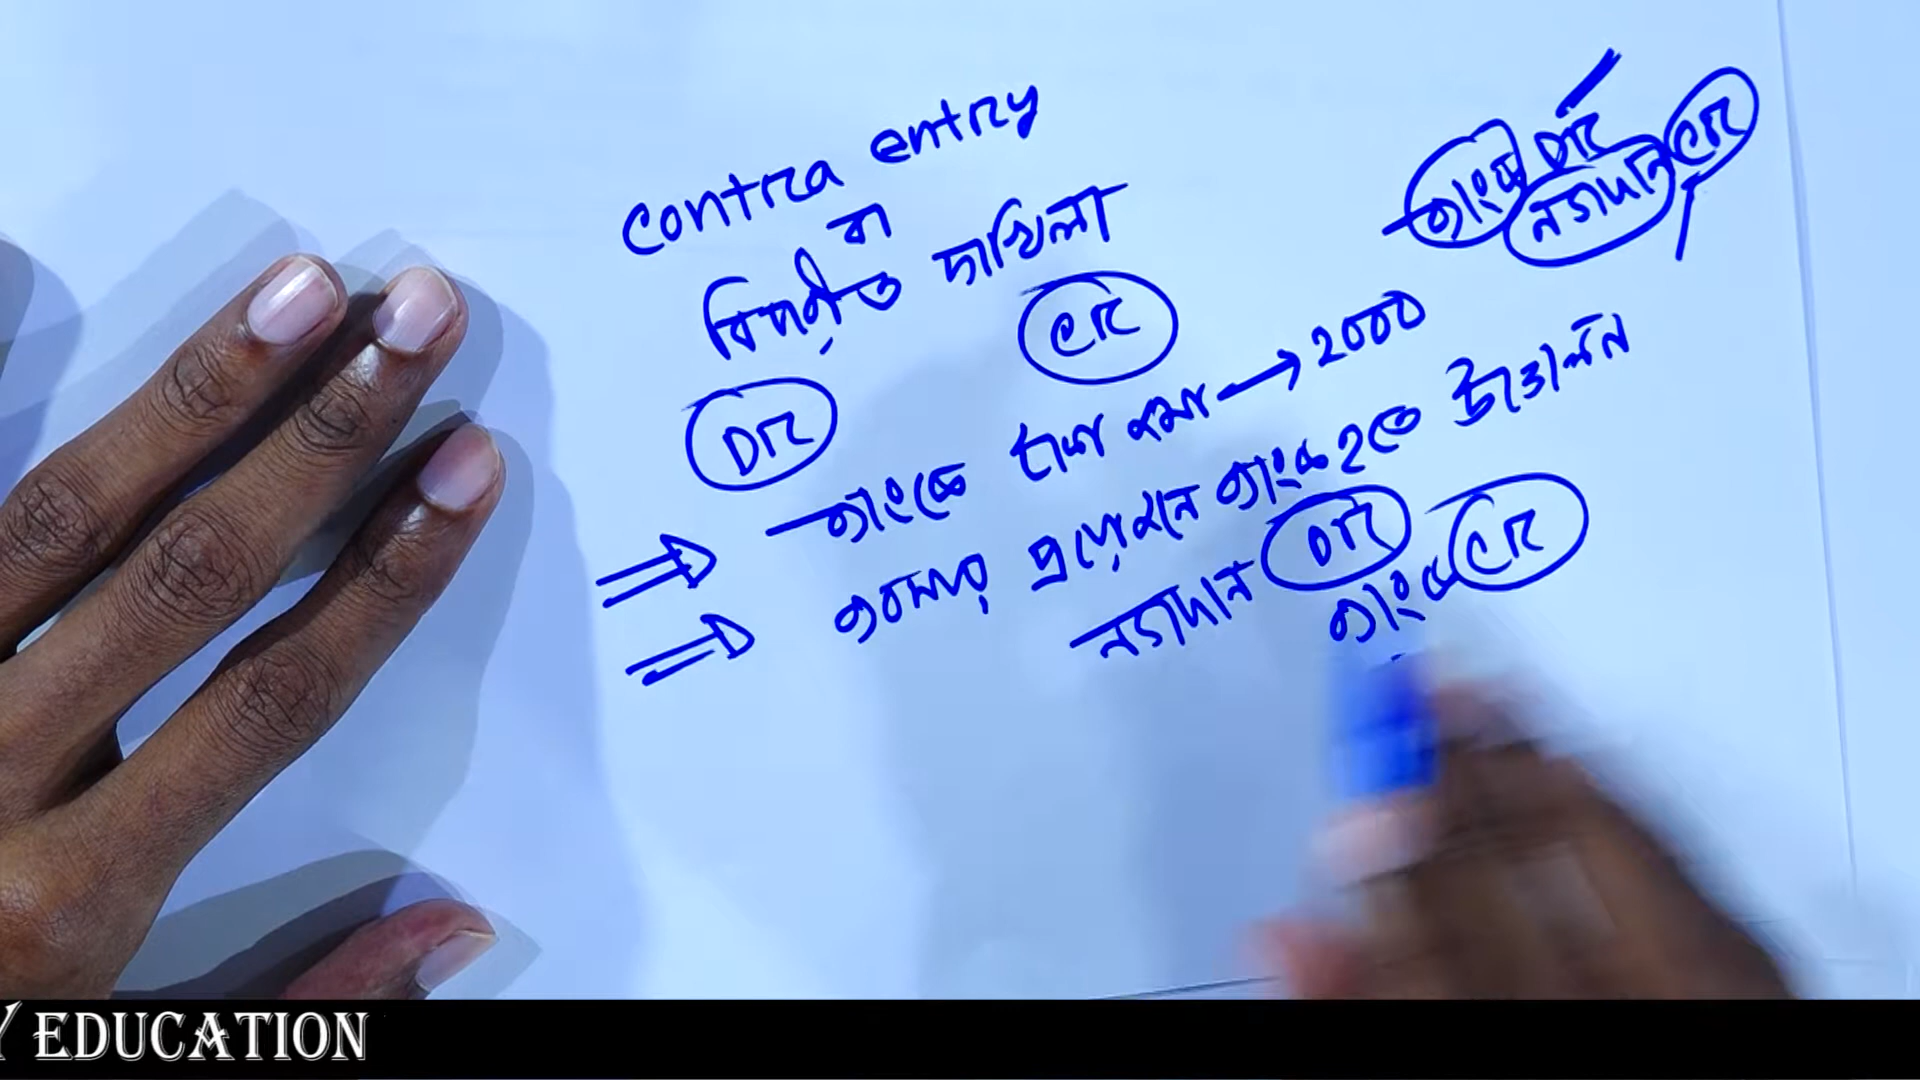 contra entry
বা
বিপরীত দাখিলা
Dr Cr
ব্যাংক Dr
নগদান Cr
⇒ ব্যাংকে টাকা জমা → 2000
⇒ ব্যবসায়ের প্রয়োজনে ব্যাংক হতে উত্তোলন
নগদান Dr
ব্যাংক Cr
Y EDUCATION